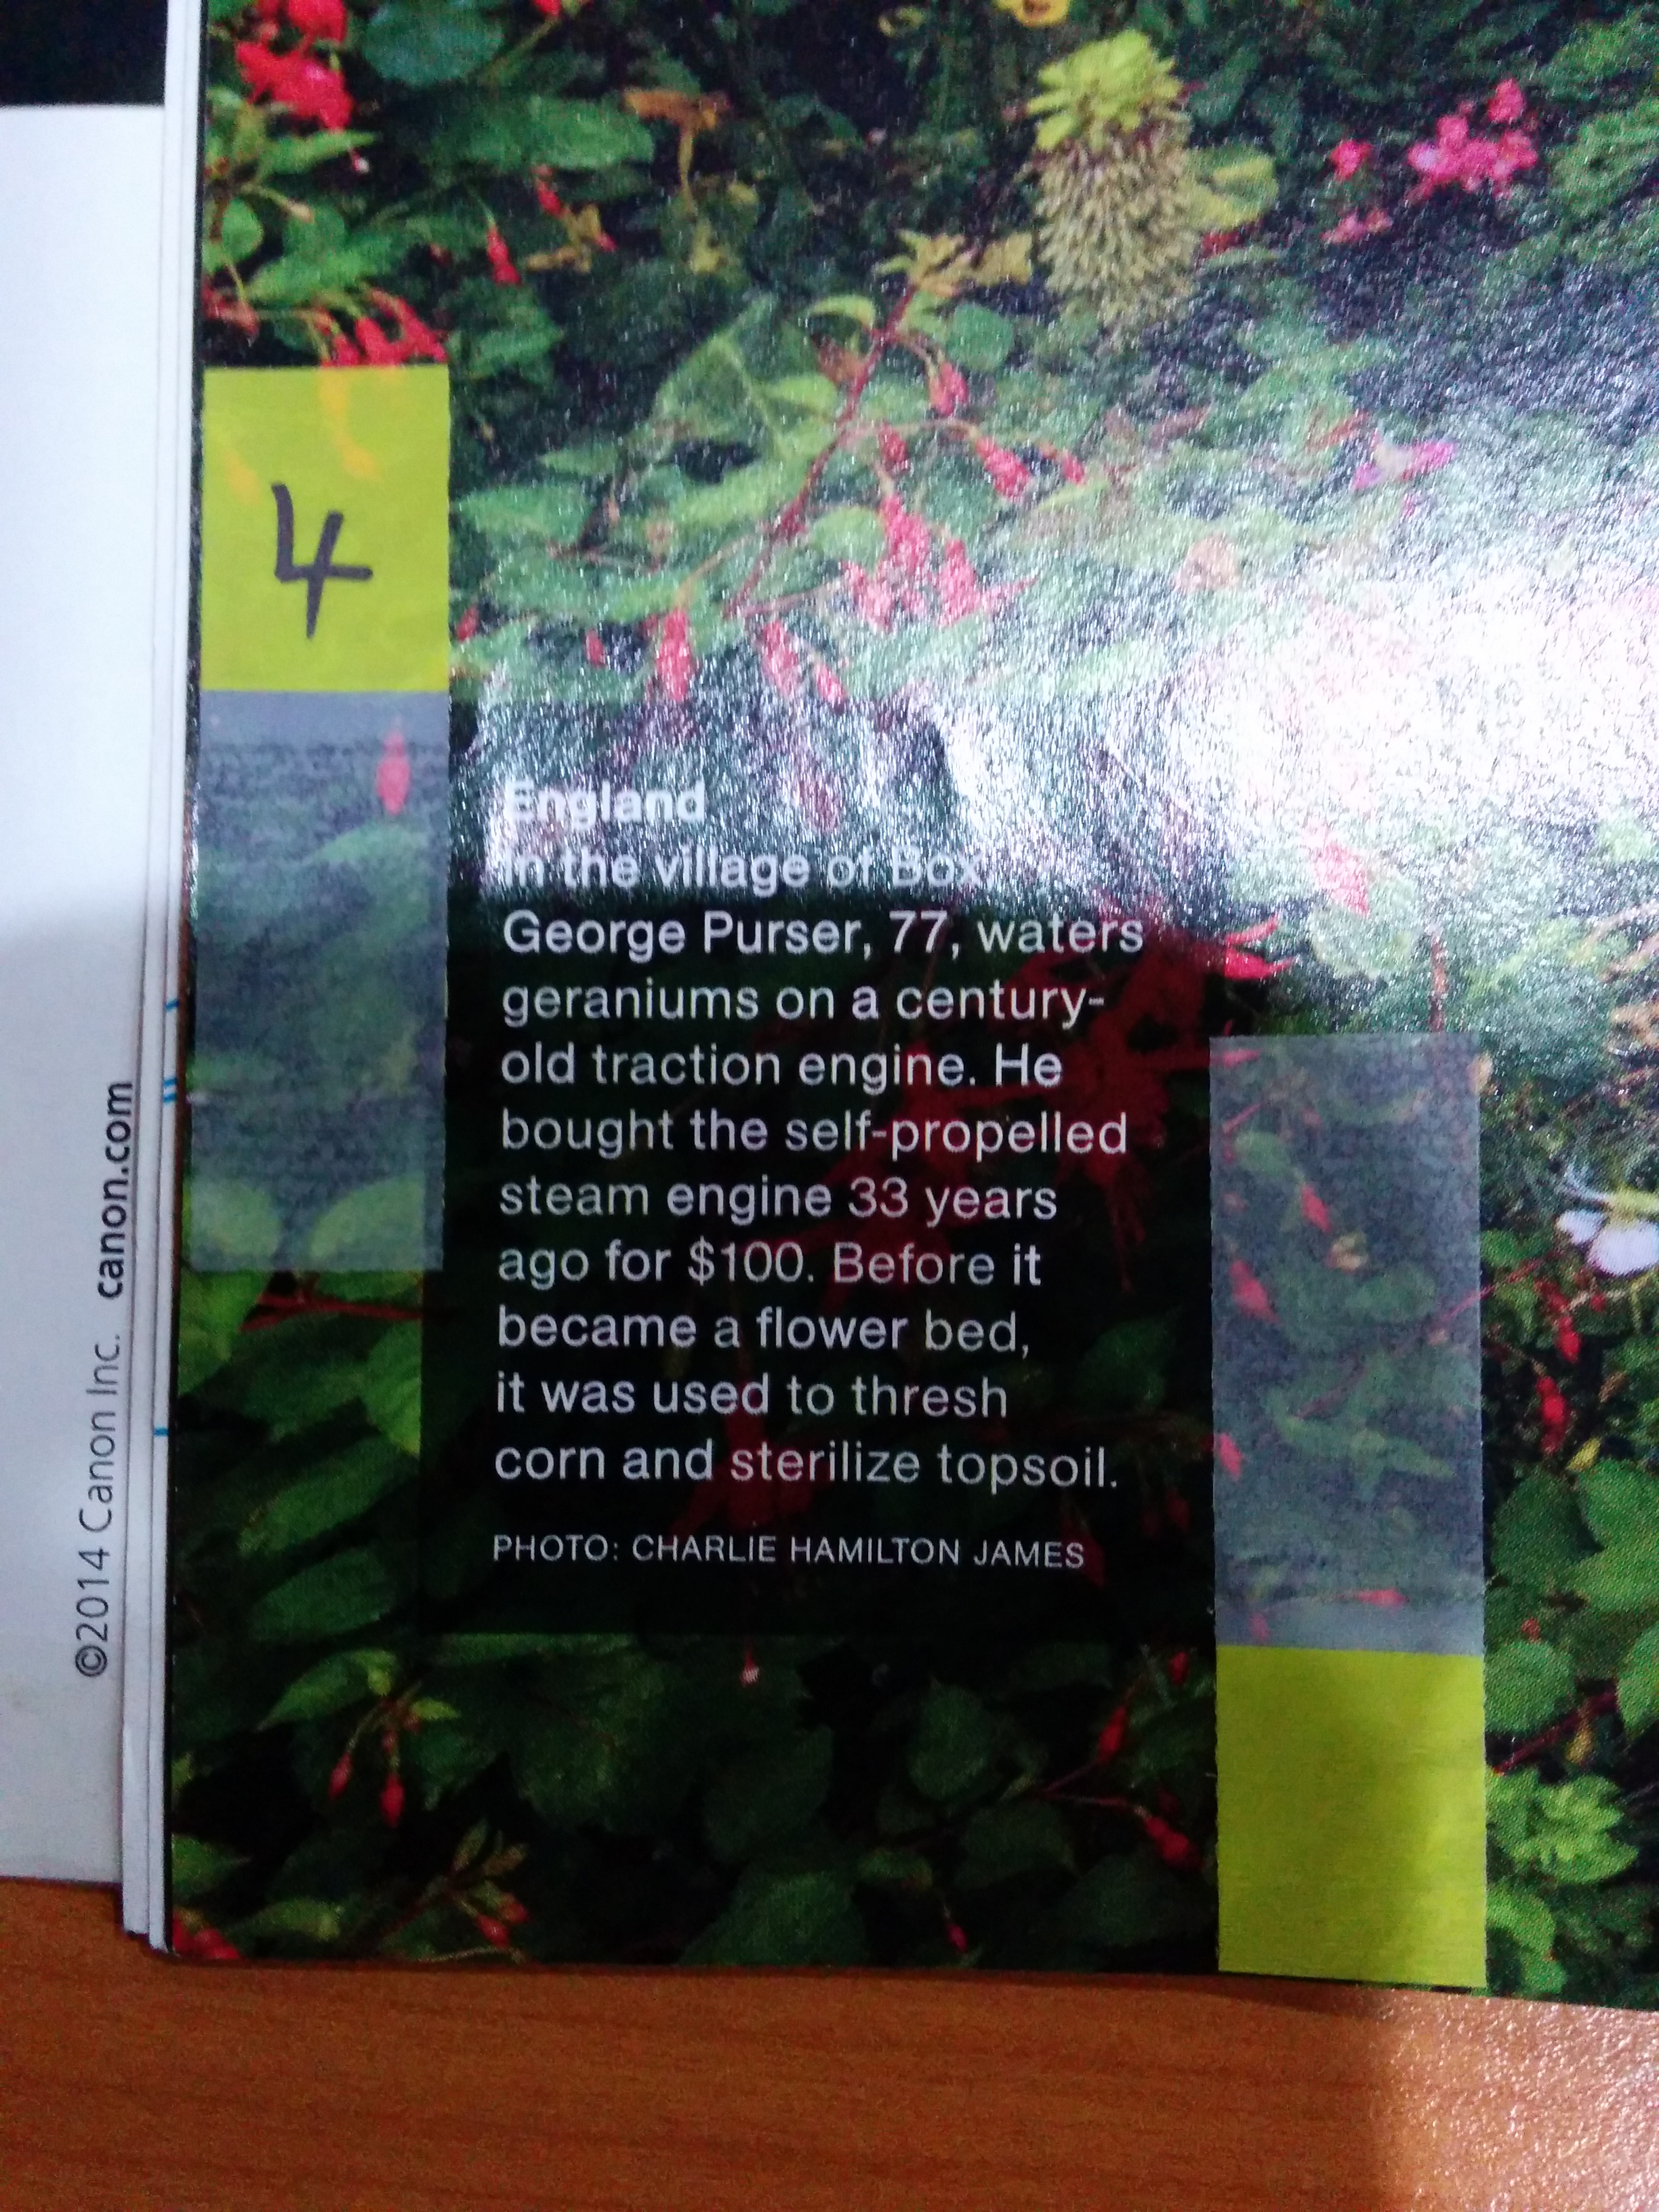 4
England
In the village of Box,
George Purser, 77, waters
geraniums on a century-
old traction engine. He
bought the self-propelled
steam engine 33 years
ago for $100. Before it
became a flower bed,
it was used to thresh
corn and sterilize topsoil.
PHOTO: CHARLIE HAMILTON JAMES
©2014 Canon Inc. canon.com